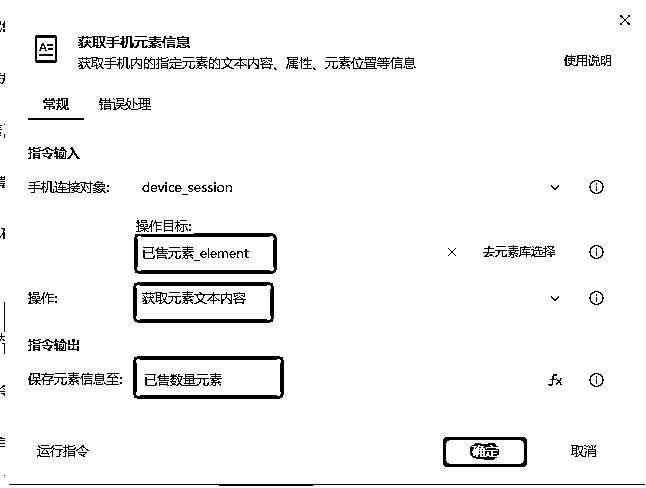 获取手机元素信息
获取手机内的指定元素的文本内容、属性、元素位置等信息
使用说明
常规 错误处理
指令输入
手机连接对象: device_session
操作目标:
已售元素_element × 去元素库选择
操作: 获取元素文本内容
指令输出
保存元素信息至: 已售数量元素 fx
运行指令 确定 取消